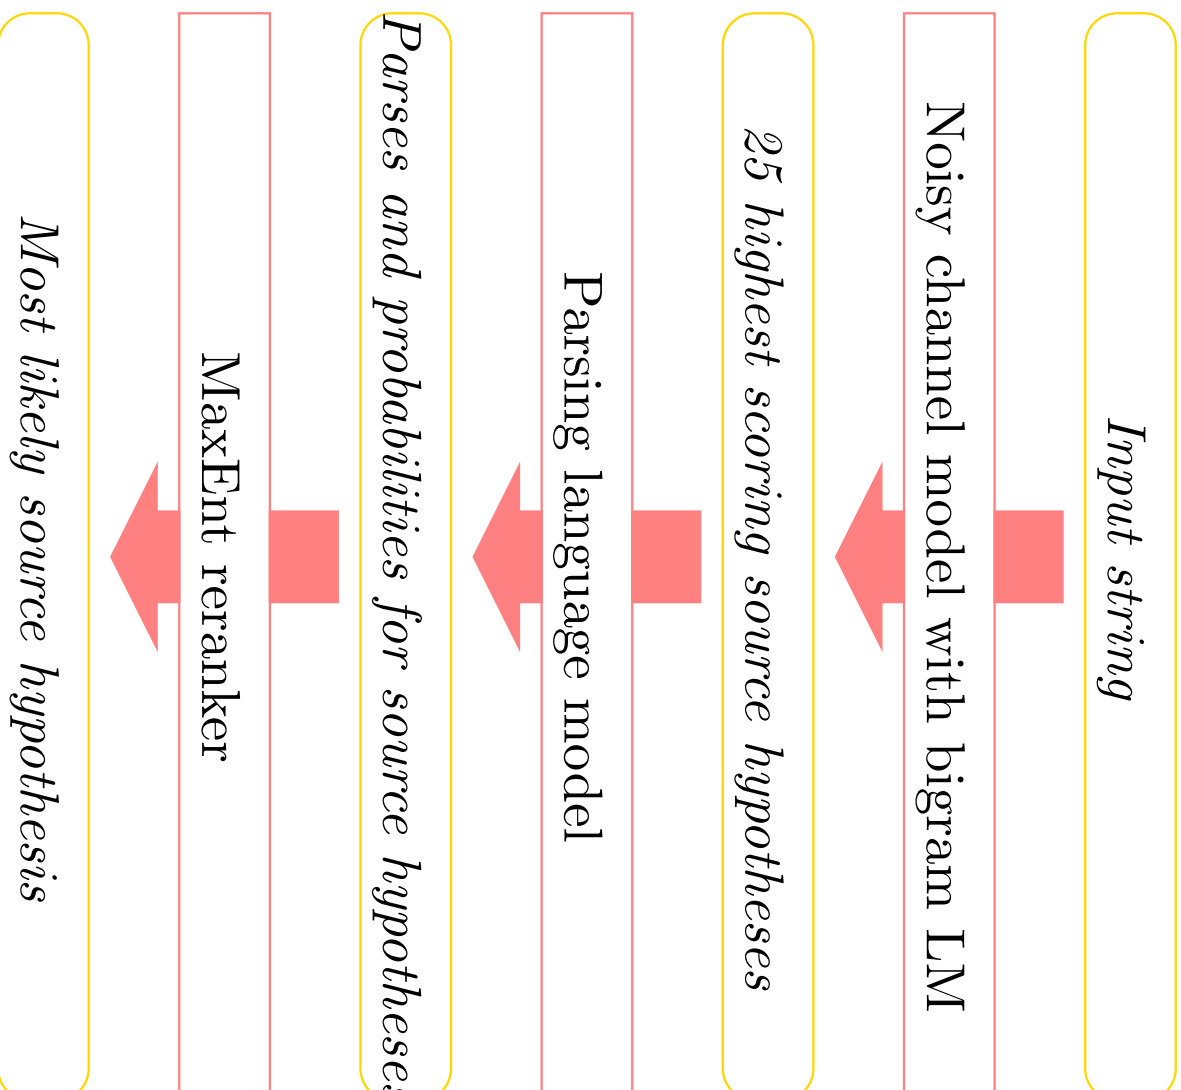 Input string
Noisy channel model with bigram LM
25 highest scoring source hypotheses
Parsing language model
Parses and probabilities for source hypotheses
MaxEnt reranker
Most likely source hypothesis